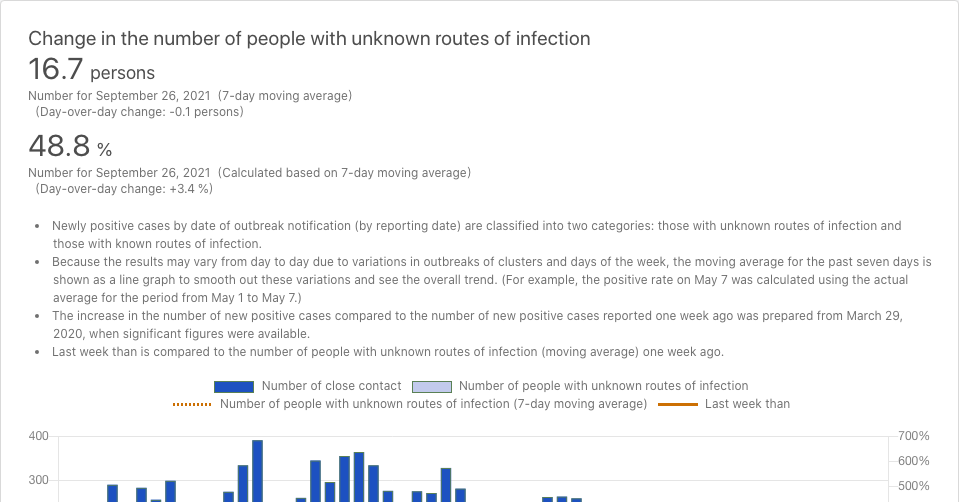 Change in the number of people with unknown routes of infection
16.7 persons
Number for September 26, 2021 (7-day moving average)
(Day-over-day change: -0.1 persons)
48.8 %
Number for September 26, 2021 (Calculated based on 7-day moving average)
(Day-over-day change: +3.4 %)
• Newly positive cases by date of outbreak notification (by reporting date) are classified into two categories: those with unknown routes of infection and
those with known routes of infection.
• Because the results may vary from day to day due to variations in outbreaks of clusters and days of the week, the moving average for the past seven days is
shown as a line graph to smooth out these variations and see the overall trend. (For example, the positive rate on May 7 was calculated using the actual
average for the period from May 1 to May 7.)
• The increase in the number of new positive cases compared to the number of new positive cases reported one week ago was prepared from March 29,
2020, when significant figures were available.
• Last week than is compared to the number of people with unknown routes of infection (moving average) one week ago.
Number of close contact Number of people with unknown routes of infection
Number of people with unknown routes of infection (7-day moving average) Last week than
400 700%
600%
300 500%